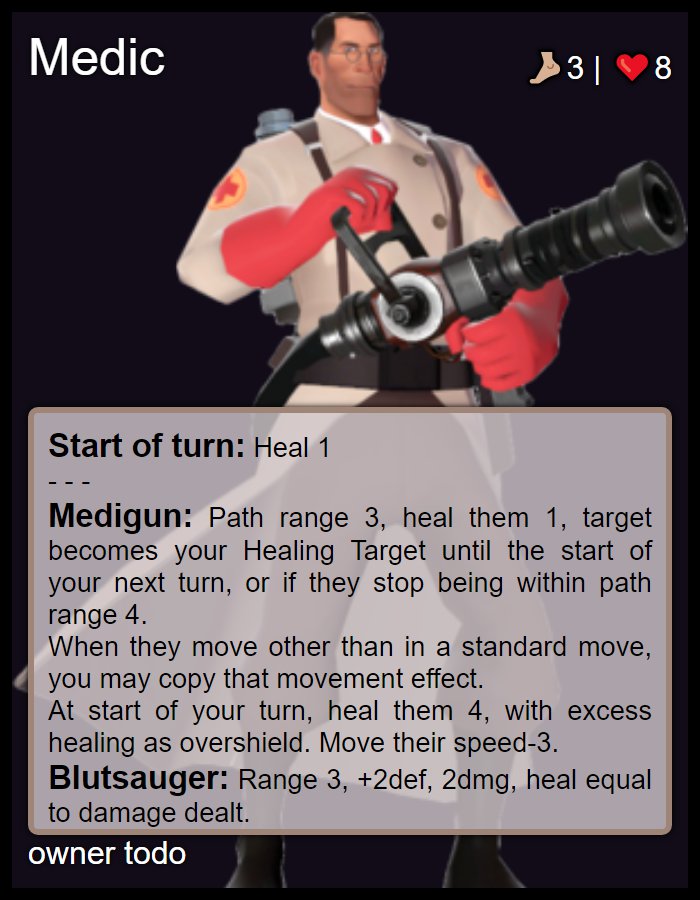 Medic
3 | 8
Start of turn: Heal 1
- - -
Medigun: Path range 3, heal them 1, target
becomes your Healing Target until the start of
your next turn, or if they stop being within path
range 4.
When they move other than in a standard move,
you may copy that movement effect.
At start of your turn, heal them 4, with excess
healing as overshield. Move their speed-3.
Blutsauger: Range 3, +2def, 2dmg, heal equal
to damage dealt.
owner todo